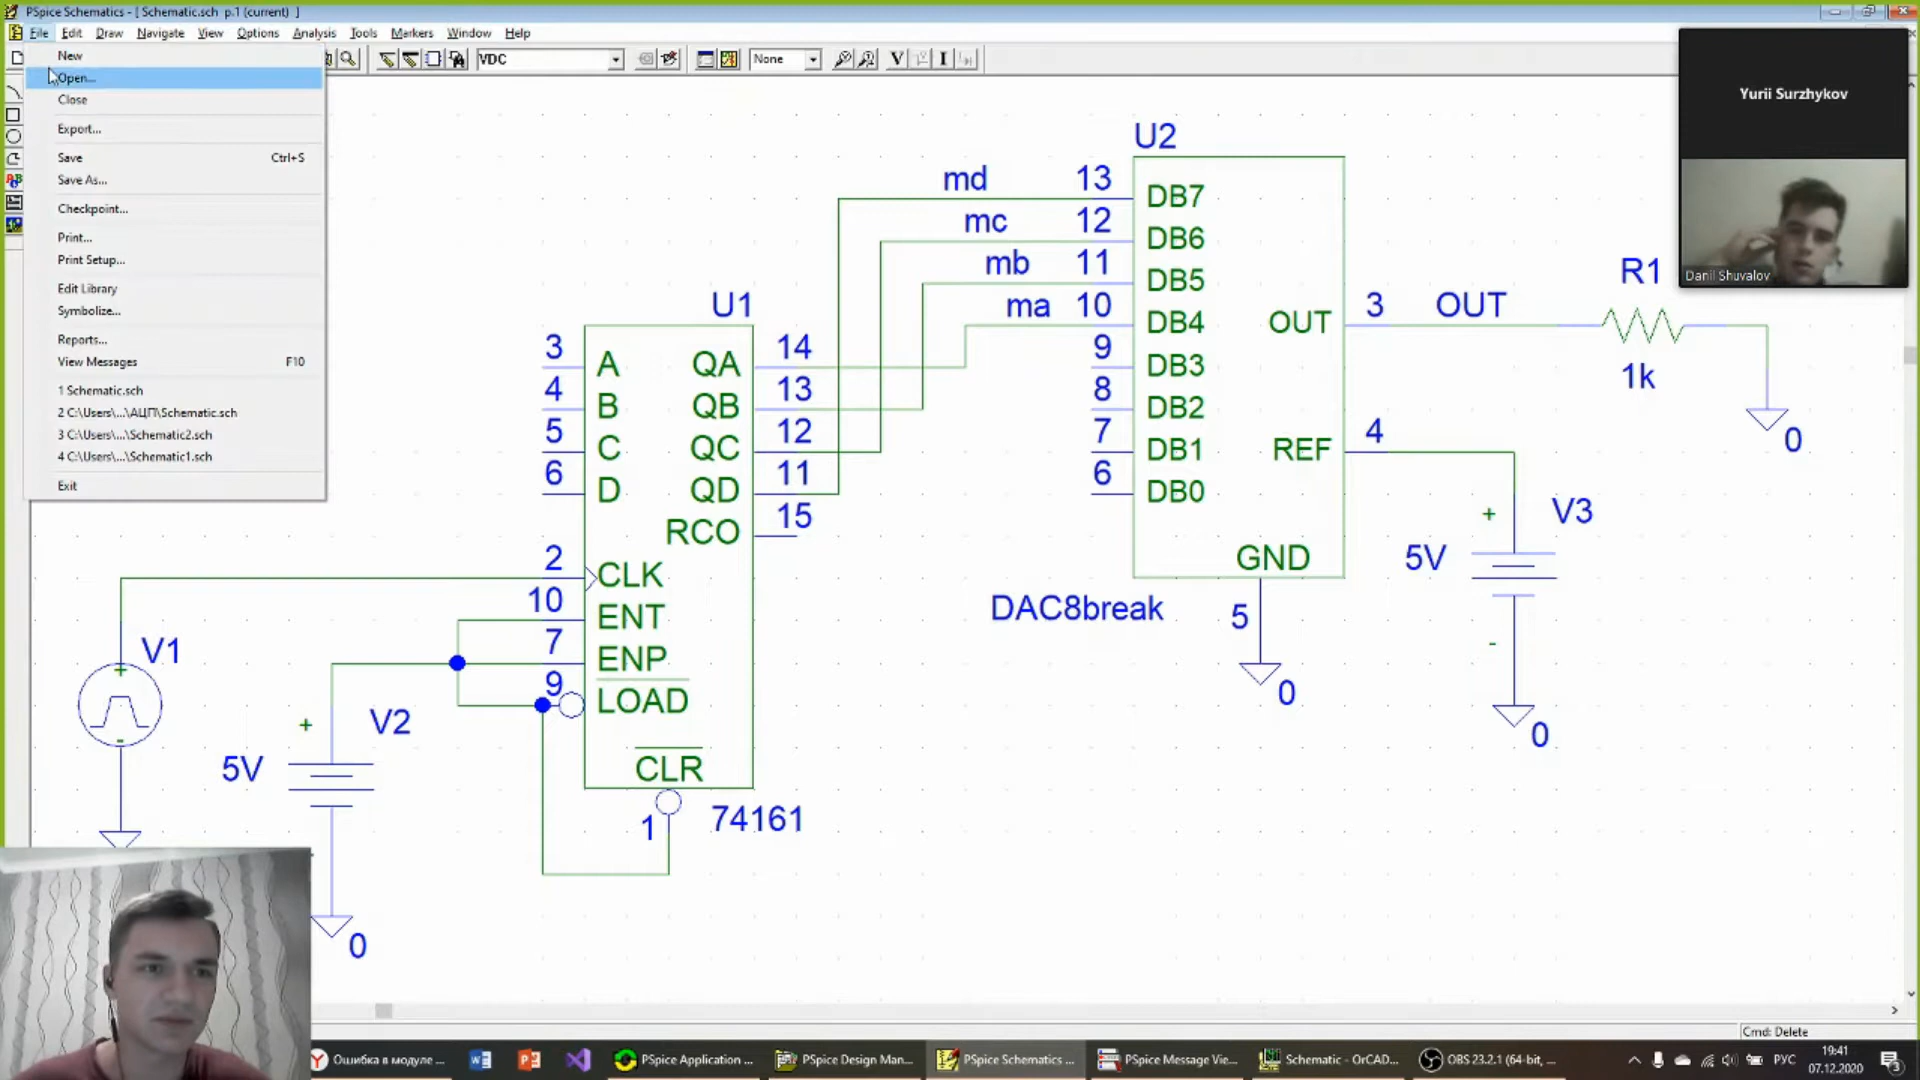 PSpice Schematics - [ Schematic.sch p.1 (current) ]
File Edit Draw Navigate View Options Analysis Tools Markers Window Help
VDC
None
V
I
New
Open...
Close
Export...
Save Ctrl+S
Save As...
Checkpoint...
Print...
Print Setup...
Edit Library
Symbolize...
Reports...
View Messages F10
1 Schematic.sch
2 C:\Users\...\АЦП\Schematic.sch
3 C:\Users\...\Schematic2.sch
4 C:\Users\...\Schematic1.sch
Exit
Yurii Surzhykov
Danil Shuvalov
U2
md 13 DB7
mc 12 DB6
mb 11 DB5
ma 10 DB4
9 DB3
8 DB2
7 DB1
6 DB0
OUT 3 OUT
REF 4
GND
5
0
DAC8break
R1
1k
0
V3
5V
+
-
0
U1
3 A QA 14
4 B QB 13
5 C QC 12
6 D QD 11
RCO 15
2 CLK
10 ENT
7 ENP
9 LOAD
CLR
1
74161
V1
+
-
V2
5V
+
0
Cmd: Delete
Ошибка в модуле ...
PSpice Application ...
PSpice Design Man...
PSpice Schematics ...
PSpice Message Vie...
Schematic - OrCAD...
OBS 23.2.1 (64-bit, ...
РУС
19:41
07.12.2020
3